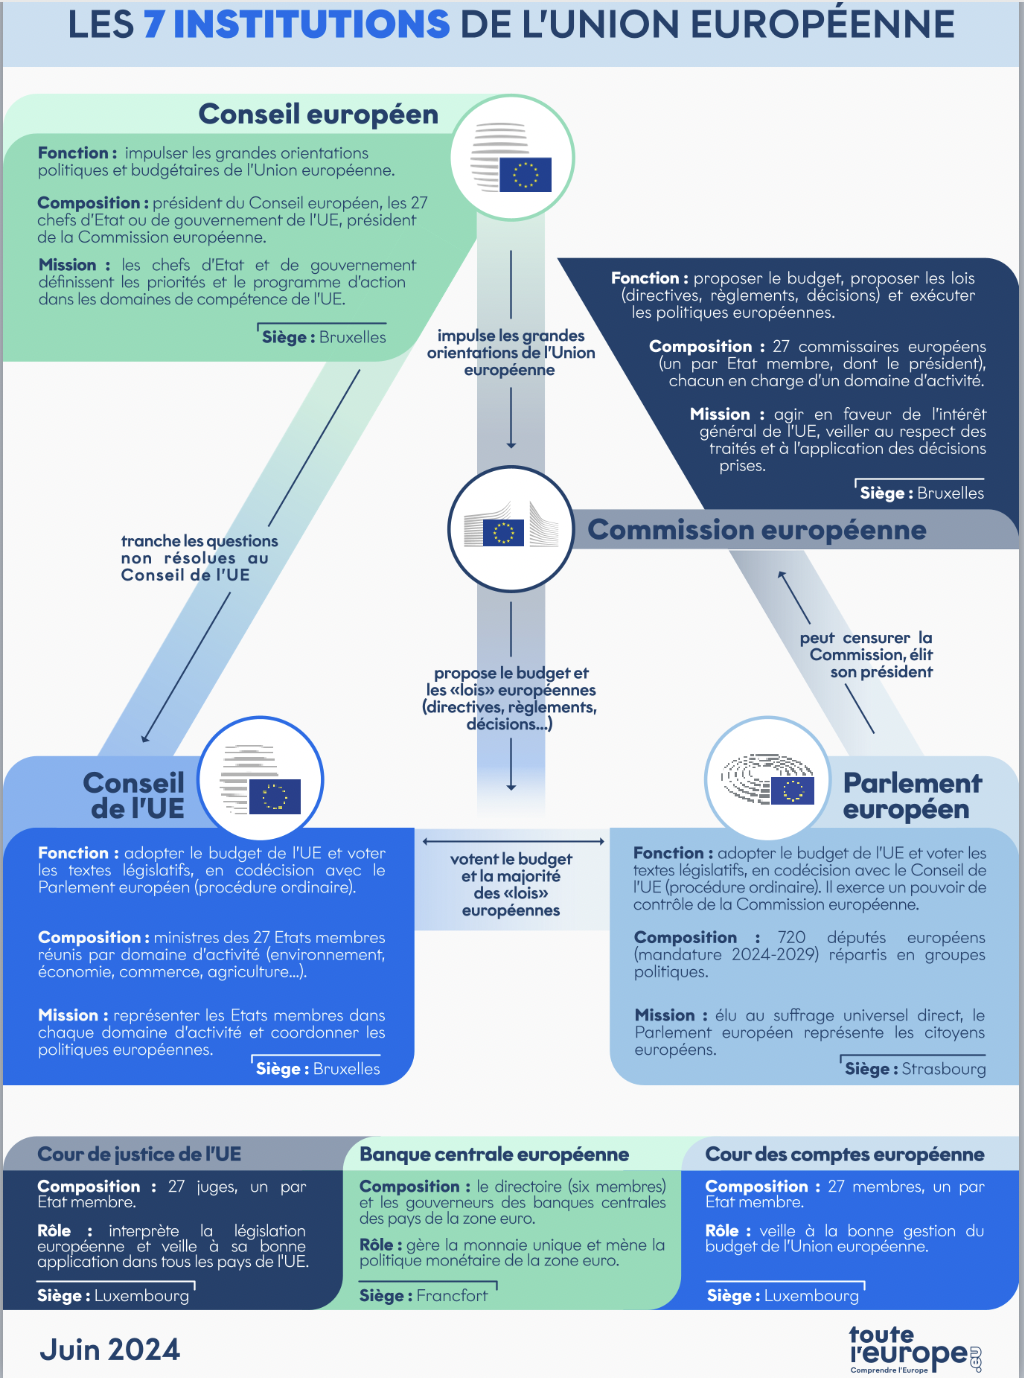 LES 7 INSTITUTIONS DE L'UNION EUROPÉENNE
Conseil européen
Fonction : impulser les grandes orientations
politiques et budgétaires de l'Union européenne.
Composition : président du Conseil européen, les 27
chefs d'Etat ou de gouvernement de l'UE, président
de la Commission européenne.
Mission : les chefs d'Etat et de gouvernement
définissent les priorités et le programme d'action
dans les domaines de compétence de l'UE.
Siège : Bruxelles
impulse les grandes
orientations de l'Union
européenne
Fonction : proposer le budget, proposer les lois
(directives, règlements, décisions) et exécuter
les politiques européennes.
Composition : 27 commissaires européens
(un par Etat membre, dont le président),
chacun en charge d'un domaine d'activité.
Mission : agir en faveur de l'intérêt
général de l'UE, veiller au respect des
traités et à l'application des décisions
prises.
Siège : Bruxelles
Commission européenne
tranche les questions
non résolues au
Conseil de l'UE
propose le budget et
les «lois» européennes
(directives, règlements,
décisions...)
peut censurer la
Commission, élit
son président
Conseil
de l'UE
Fonction : adopter le budget de l'UE et voter
les textes législatifs, en codécision avec le
Parlement européen (procédure ordinaire).
Composition : ministres des 27 Etats membres
réunis par domaine d'activité (environnement,
économie, commerce, agriculture...).
Mission : représenter les Etats membres dans
chaque domaine d'activité et coordonner les
politiques européennes.
Siège : Bruxelles
votent le budget
et la majorité
des «lois»
européennes
Parlement
européen
Fonction : adopter le budget de l'UE et voter les
textes législatifs, en codécision avec le Conseil de
l'UE (procédure ordinaire). Il exerce un pouvoir de
contrôle de la Commission européenne.
Composition : 720 députés européens
(mandature 2024-2029) répartis en groupes
politiques.
Mission : élu au suffrage universel direct, le
Parlement européen représente les citoyens
européens.
Siège : Strasbourg
Cour de justice de l'UE
Composition : 27 juges, un par
Etat membre.
Rôle : interprète la législation
européenne et veille à sa bonne
application dans tous les pays de l'UE.
Siège : Luxembourg
Banque centrale européenne
Composition : le directoire (six membres)
et les gouverneurs des banques centrales
des pays de la zone euro.
Rôle : gère la monnaie unique et mène la
politique monétaire de la zone euro.
Siège : Francfort
Cour des comptes européenne
Composition : 27 membres, un par
Etat membre.
Rôle : veille à la bonne gestion du
budget de l'Union européenne.
Siège : Luxembourg
Juin 2024
toute
l'europe.eu
Comprendre l'Europe